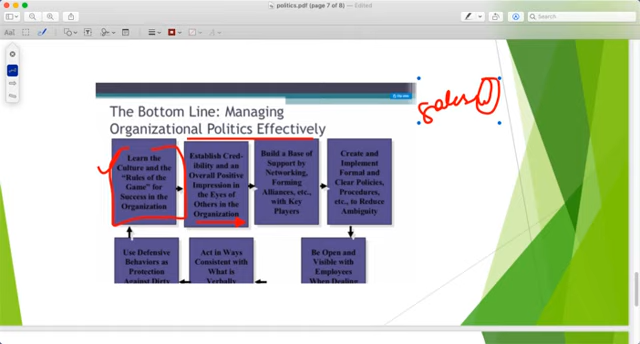 politics.pdf (page 7 of 8) — Edited
Search
The Bottom Line: Managing
Organizational Politics Effectively
Learn the
Culture and the
"Rules of the
Game" for
Success in the
Organization
Establish Cred-
ibility and an
Overall Positive
Impression in
the Eyes of
Others in the
Organization
Build a Base of
Support by
Networking,
Forming
Alliances, etc.,
with Key
Players
Create and
Implement
Formal and
Clear Policies,
Procedures,
etc., to Reduce
Ambiguity
Use Defensive
Behaviors as
Protection
Against Dirty
Act in Ways
Consistent with
What is
Verbally
Be Open and
Visible with
Employees
When Dealing